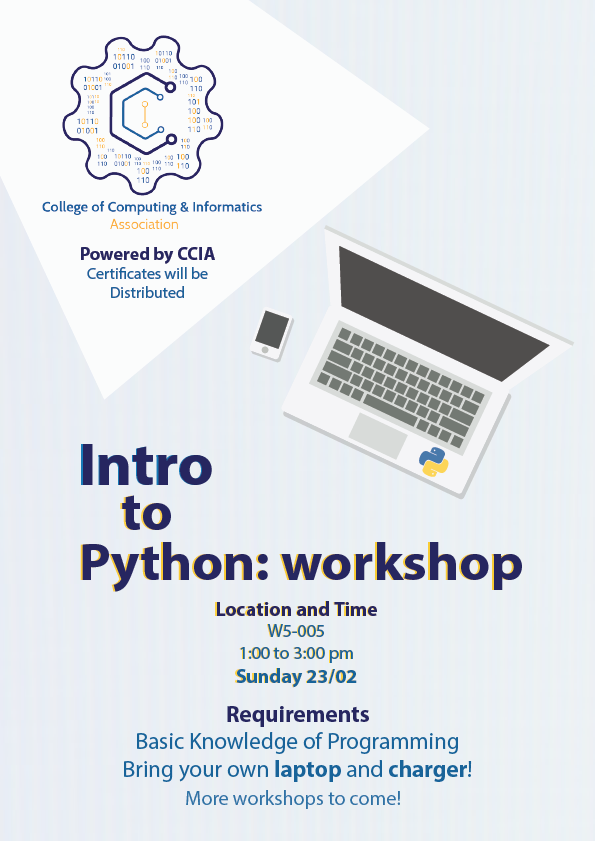 College of Computing & Informatics
Association
Powered by CCIA
Certificates will be
Distributed
Intro
to
Python: workshop
Location and Time
W5-005
1:00 to 3:00 pm
Sunday 23/02
Requirements
Basic Knowledge of Programming
Bring your own laptop and charger!
More workshops to come!